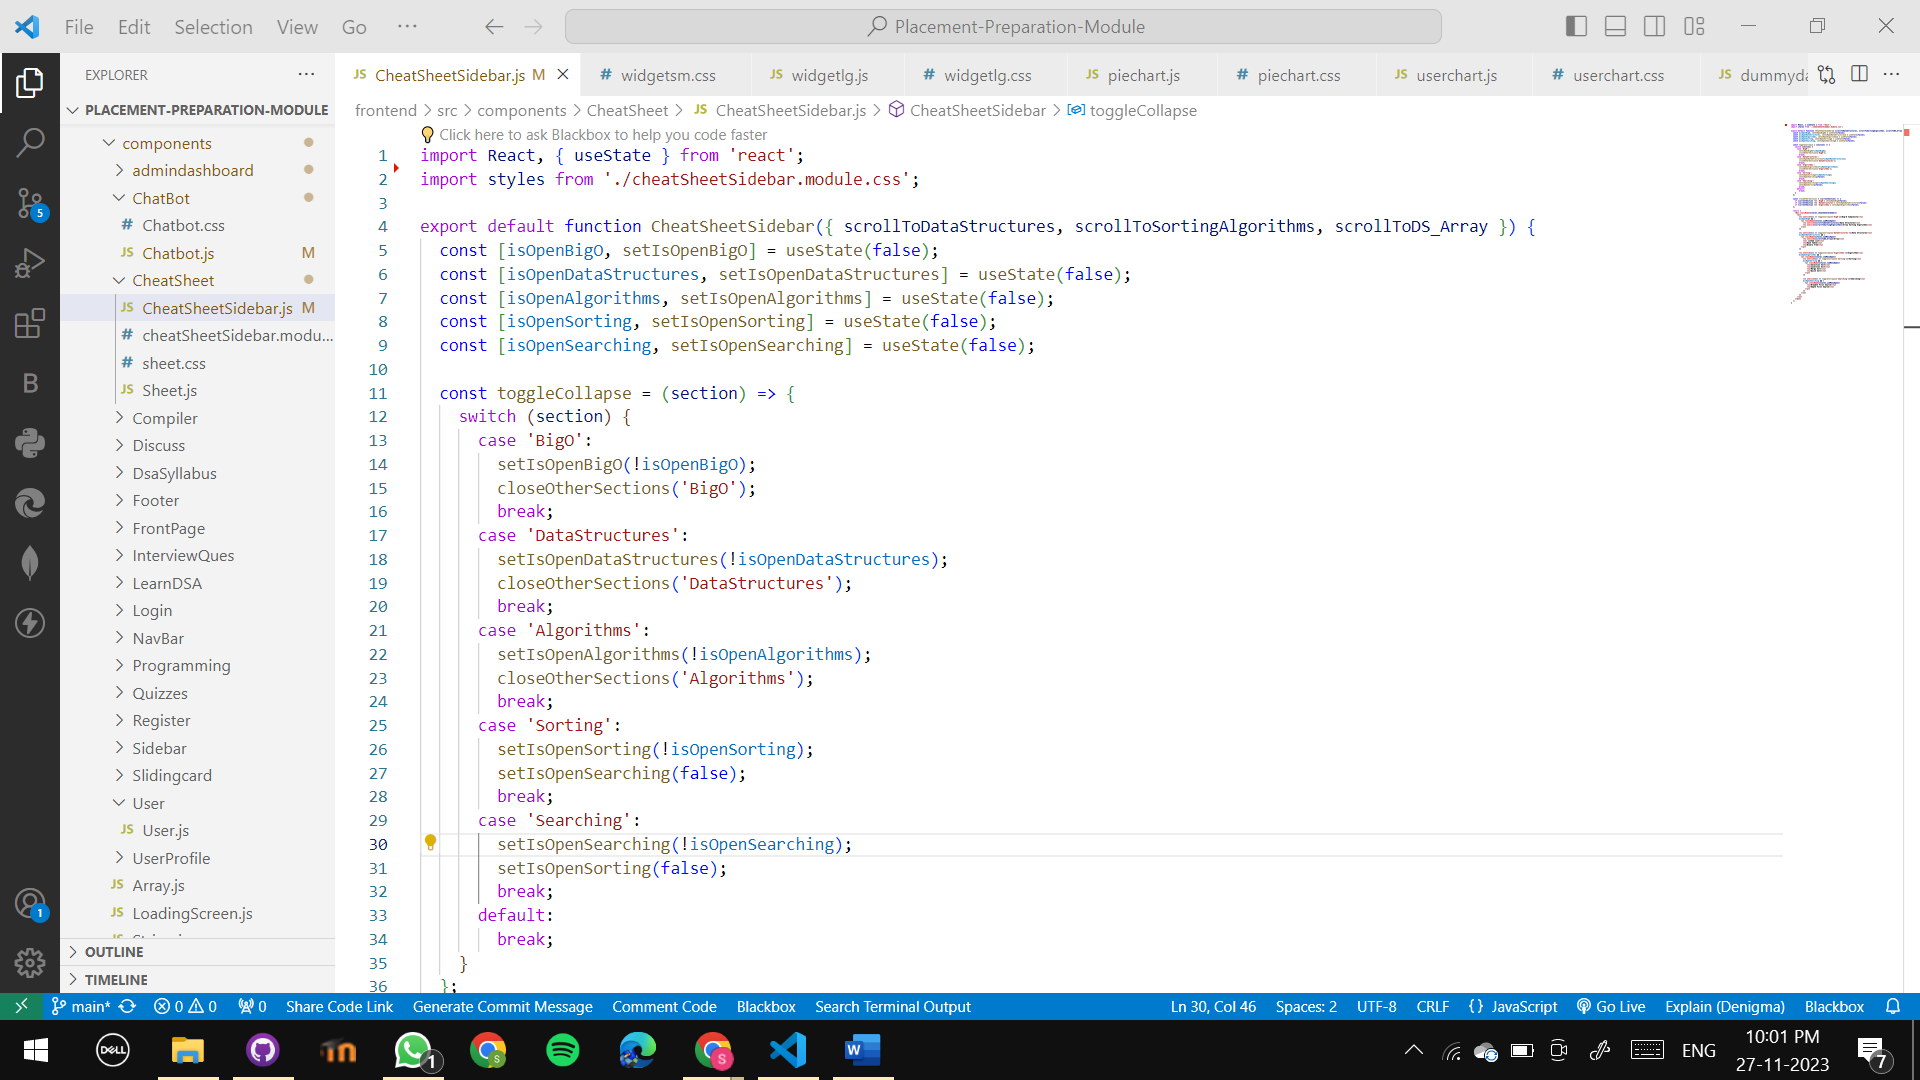 File Edit Selection View Go ··· Placement-Preparation-Module
EXPLORER ···
CheatSheetSidebar.js M
widgetsm.css
widgetlg.js
widgetlg.css
piechart.js
piechart.css
userchart.js
userchart.css
dummyda
PLACEMENT-PREPARATION-MODULE
components
admindashboard
ChatBot
Chatbot.css
Chatbot.js M
CheatSheet
CheatSheetSidebar.js M
cheatSheetSidebar.modu...
sheet.css
Sheet.js
Compiler
Discuss
DsaSyllabus
Footer
FrontPage
InterviewQues
LearnDSA
Login
NavBar
Programming
Quizzes
Register
Sidebar
Slidingcard
User
User.js
UserProfile
Array.js
LoadingScreen.js
OUTLINE
TIMELINE
frontend > src > components > CheatSheet > JS CheatSheetSidebar.js > CheatSheetSidebar > toggleCollapse
Click here to ask Blackbox to help you code faster
1 import React, { useState } from 'react';
2 import styles from './cheatSheetSidebar.module.css';
3
4 export default function CheatSheetSidebar({ scrollToDataStructures, scrollToSortingAlgorithms, scrollToDS_Array }) {
5 const [isOpenBigO, setIsOpenBigO] = useState(false);
6 const [isOpenDataStructures, setIsOpenDataStructures] = useState(false);
7 const [isOpenAlgorithms, setIsOpenAlgorithms] = useState(false);
8 const [isOpenSorting, setIsOpenSorting] = useState(false);
9 const [isOpenSearching, setIsOpenSearching] = useState(false);
10
11 const toggleCollapse = (section) => {
12 switch (section) {
13 case 'BigO':
14 setIsOpenBigO(!isOpenBigO);
15 closeOtherSections('BigO');
16 break;
17 case 'DataStructures':
18 setIsOpenDataStructures(!isOpenDataStructures);
19 closeOtherSections('DataStructures');
20 break;
21 case 'Algorithms':
22 setIsOpenAlgorithms(!isOpenAlgorithms);
23 closeOtherSections('Algorithms');
24 break;
25 case 'Sorting':
26 setIsOpenSorting(!isOpenSorting);
27 setIsOpenSearching(false);
28 break;
29 case 'Searching':
30 setIsOpenSearching(!isOpenSearching);
31 setIsOpenSorting(false);
32 break;
33 default:
34 break;
35 }
36 };
main* 0 0 0 Share Code Link Generate Commit Message Comment Code Blackbox Search Terminal Output Ln 30, Col 46 Spaces: 2 UTF-8 CRLF {} JavaScript Go Live Explain (Denigma) Blackbox
DELL 1 ENG 10:01 PM
27-11-2023 7